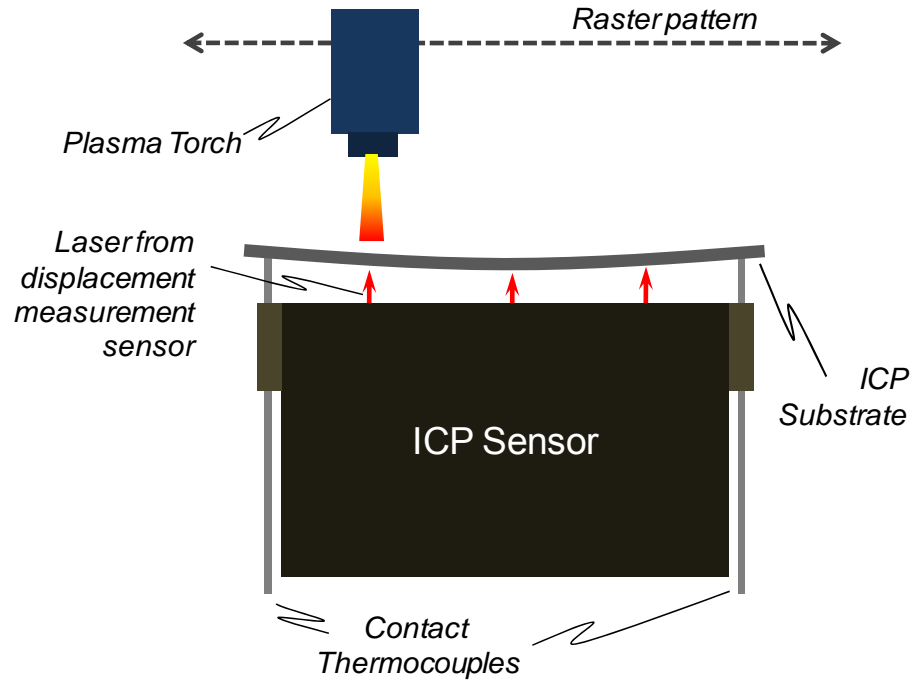 Raster pattern
Plasma Torch
Laser from
displacement
measurement
sensor
ICP
Substrate
ICP Sensor
Contact
Thermocouples